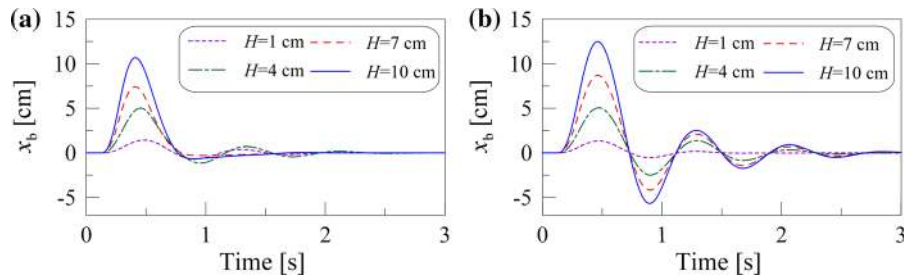 (a)
15
10
5
0
-5
x_b [cm]
H=1 cm
H=7 cm
H=4 cm
H=10 cm
0
1
2
3
Time [s]
(b)
15
10
5
0
-5
x_b [cm]
H=1 cm
H=7 cm
H=4 cm
H=10 cm
0
1
2
3
Time [s]